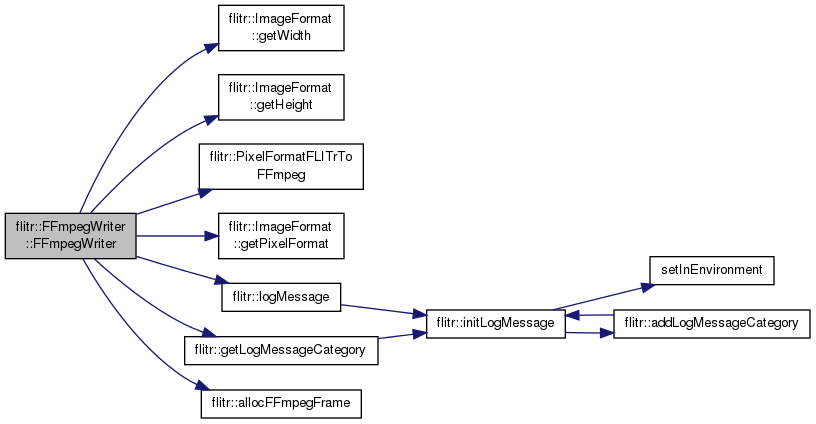 flitr::ImageFormat
::getWidth
flitr::ImageFormat
::getHeight
flitr::PixelFormatFLITrTo
FFmpeg
flitr::FFmpegWriter
::FFmpegWriter
flitr::ImageFormat
::getPixelFormat
setInEnvironment
flitr::logMessage
flitr::initLogMessage
flitr::addLogMessageCategory
flitr::getLogMessageCategory
flitr::allocFFmpegFrame